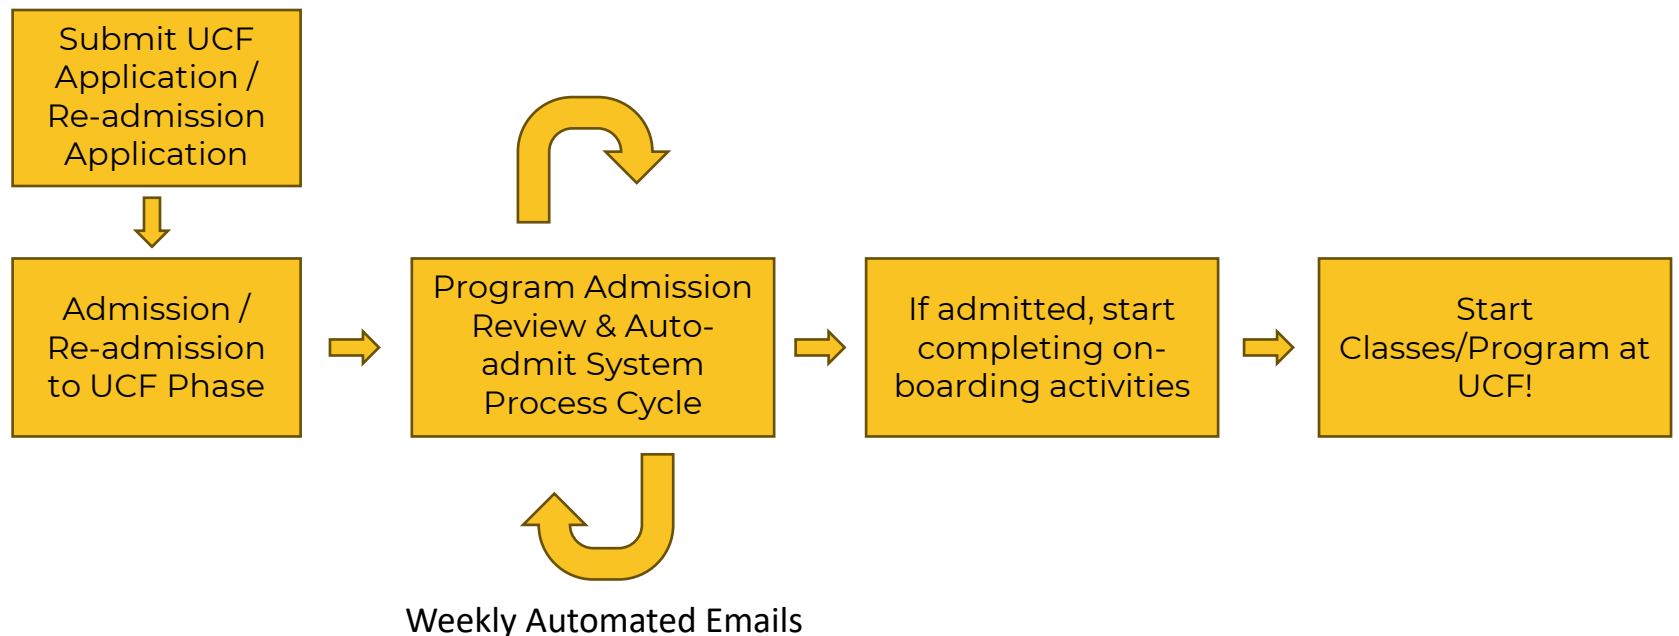 Submit UCF
Application /
Re-admission
Application
Admission /
Re-admission
to UCF Phase
Program Admission
Review & Auto-
admit System
Process Cycle
If admitted, start
completing on-
boarding activities
Start
Classes/Program at
UCF!
Weekly Automated Emails